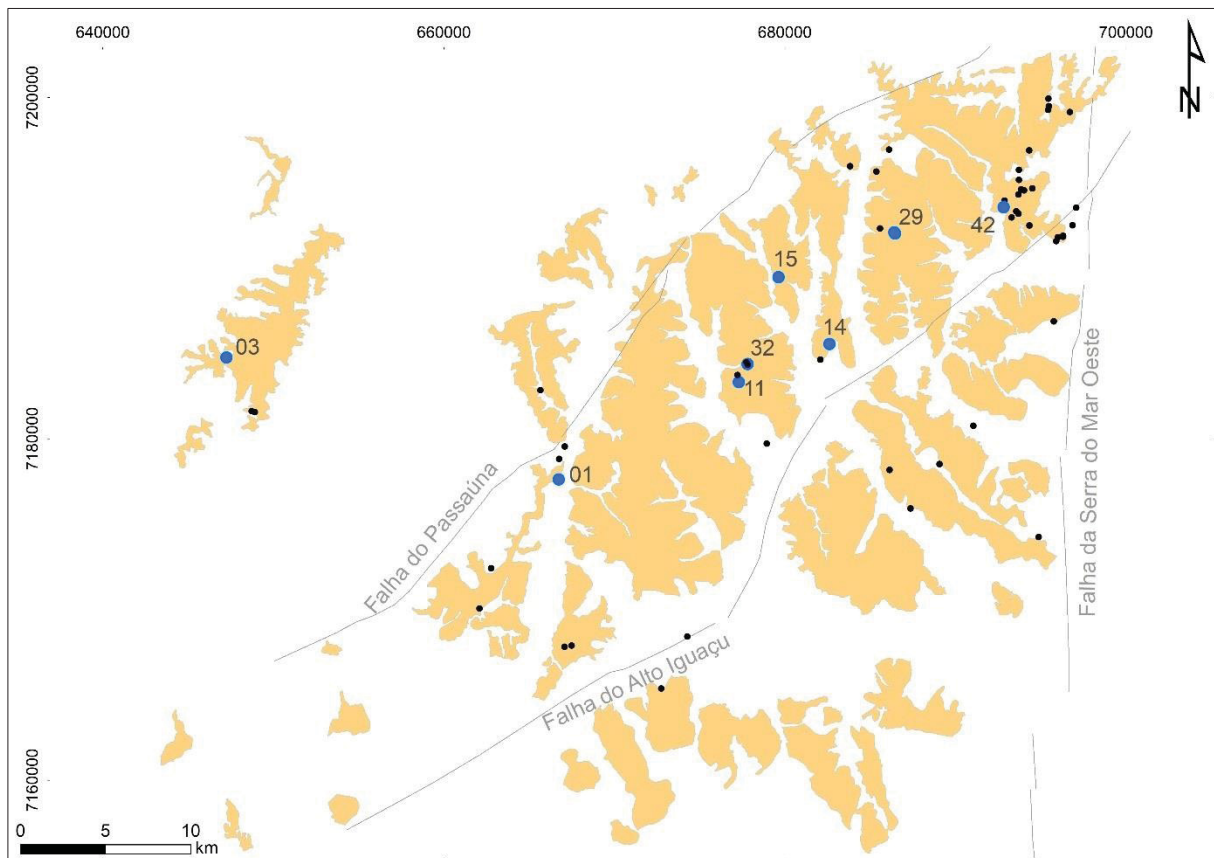 640000
660000
680000
700000
N
7200000
7180000
7160000
42
29
15
14
03
32
11
01
Falha do Passaúna
Falha do Alto Iguaçu
Falha da Serra do Mar Oeste
0 5 10
km